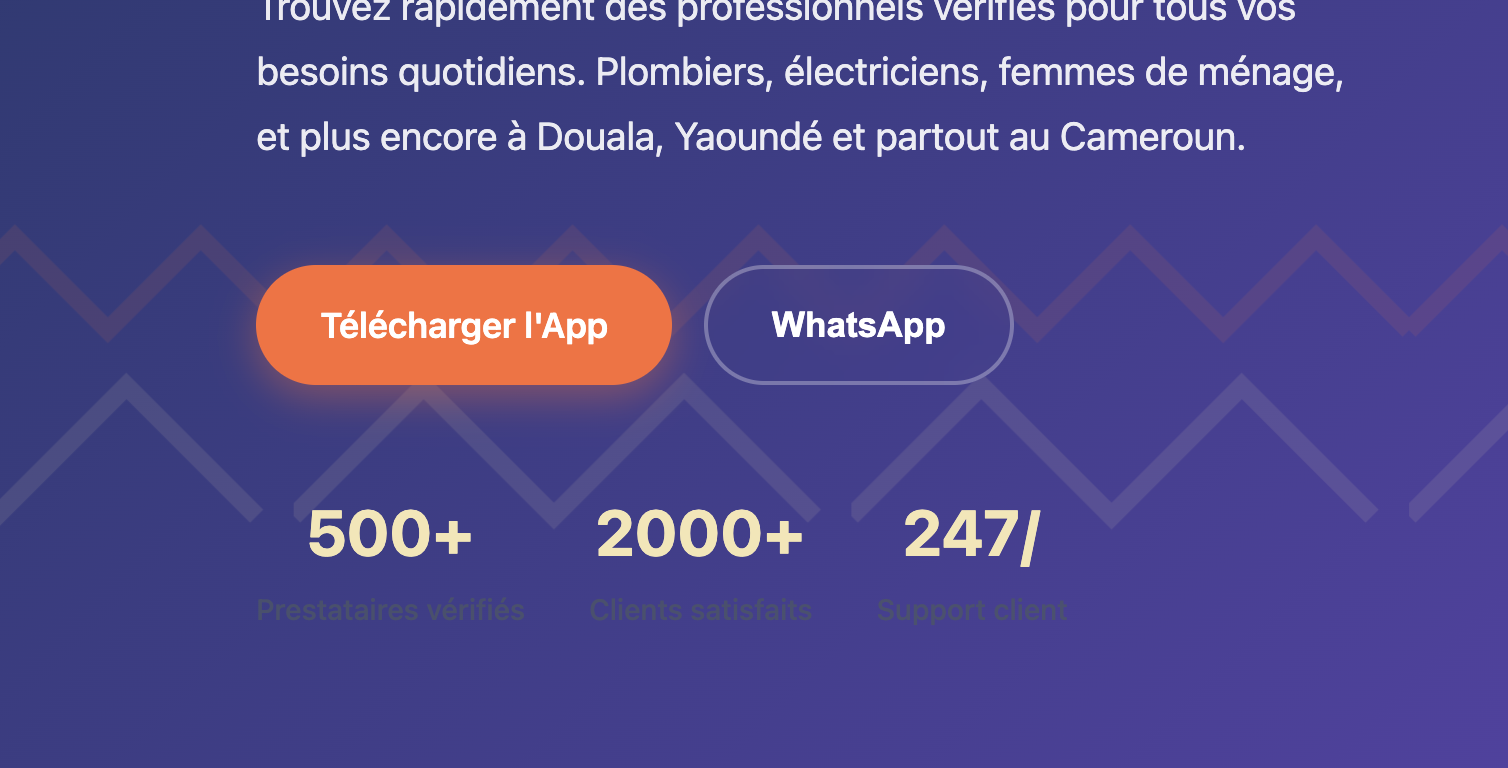 Trouvez rapidement des professionnels vérifiés pour tous vos
besoins quotidiens. Plombiers, électriciens, femmes de ménage,
et plus encore à Douala, Yaoundé et partout au Cameroun.
Télécharger l'App
WhatsApp
500+
2000+
247/
Prestataires vérifiés
Clients satisfaits
Support client